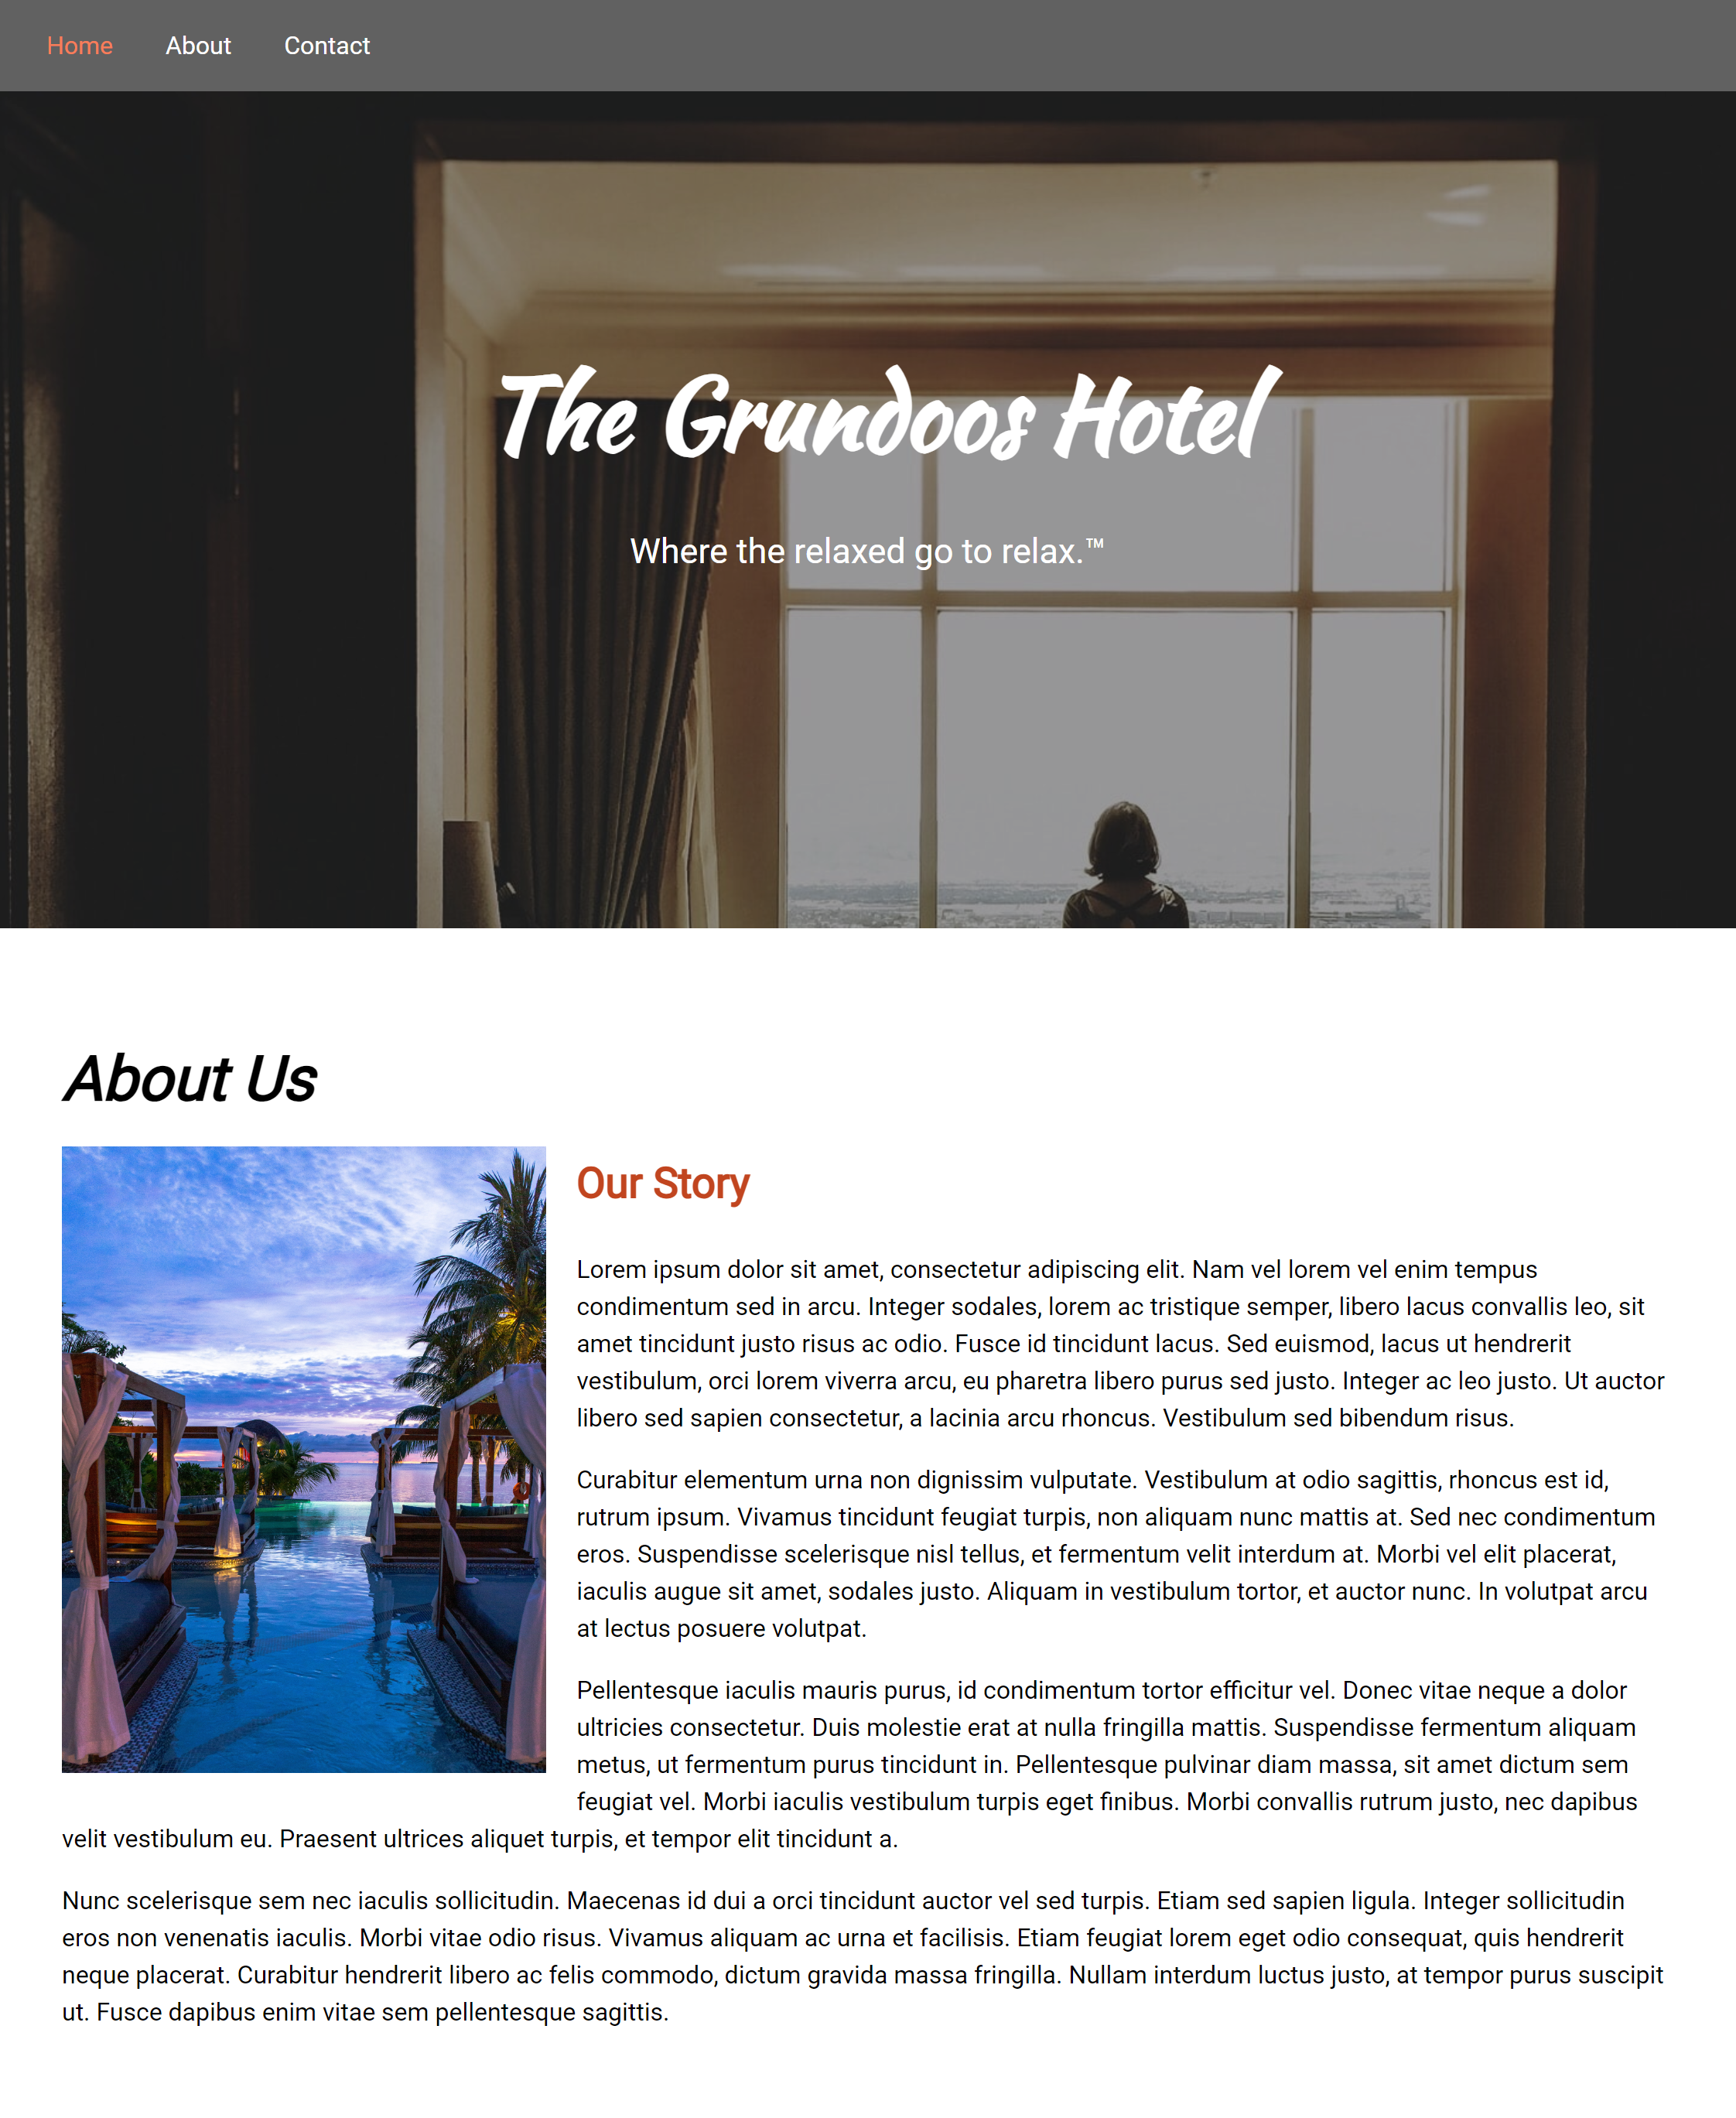 Home About Contact
The Grundoos Hotel
Where the relaxed go to relax.™
About Us
Our Story
Lorem ipsum dolor sit amet, consectetur adipiscing elit. Nam vel lorem vel enim tempus
condimentum sed in arcu. Integer sodales, lorem ac tristique semper, libero lacus convallis leo, sit
amet tincidunt justo risus ac odio. Fusce id tincidunt lacus. Sed euismod, lacus ut hendrerit
vestibulum, orci lorem viverra arcu, eu pharetra libero purus sed justo. Integer ac leo justo. Ut auctor
libero sed sapien consectetur, a lacinia arcu rhoncus. Vestibulum sed bibendum risus.
Curabitur elementum urna non dignissim vulputate. Vestibulum at odio sagittis, rhoncus est id,
rutrum ipsum. Vivamus tincidunt feugiat turpis, non aliquam nunc mattis at. Sed nec condimentum
eros. Suspendisse scelerisque nisl tellus, et fermentum velit interdum at. Morbi vel elit placerat,
iaculis augue sit amet, sodales justo. Aliquam in vestibulum tortor, et auctor nunc. In volutpat arcu
at lectus posuere volutpat.
Pellentesque iaculis mauris purus, id condimentum tortor efficitur vel. Donec vitae neque a dolor
ultricies consectetur. Duis molestie erat at nulla fringilla mattis. Suspendisse fermentum aliquam
metus, ut fermentum purus tincidunt in. Pellentesque pulvinar diam massa, sit amet dictum sem
feugiat vel. Morbi iaculis vestibulum turpis eget finibus. Morbi convallis rutrum justo, nec dapibus
velit vestibulum eu. Praesent ultrices aliquet turpis, et tempor elit tincidunt a.
Nunc scelerisque sem nec iaculis sollicitudin. Maecenas id dui a orci tincidunt auctor vel sed turpis. Etiam sed sapien ligula. Integer sollicitudin
eros non venenatis iaculis. Morbi vitae odio risus. Vivamus aliquam ac urna et facilisis. Etiam feugiat lorem eget odio consequat, quis hendrerit
neque placerat. Curabitur hendrerit libero ac felis commodo, dictum gravida massa fringilla. Nullam interdum luctus justo, at tempor purus suscipit
ut. Fusce dapibus enim vitae sem pellentesque sagittis.